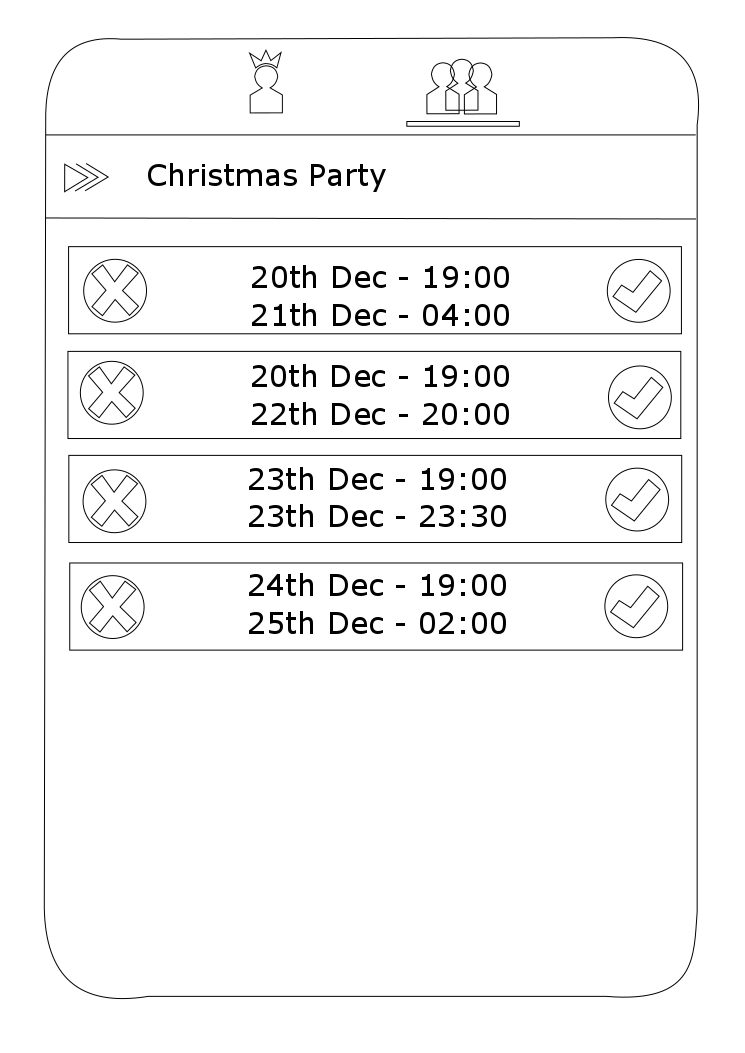 Christmas Party
20th Dec - 19:00
21th Dec - 04:00
20th Dec - 19:00
22th Dec - 20:00
23th Dec - 19:00
23th Dec - 23:30
24th Dec - 19:00
25th Dec - 02:00